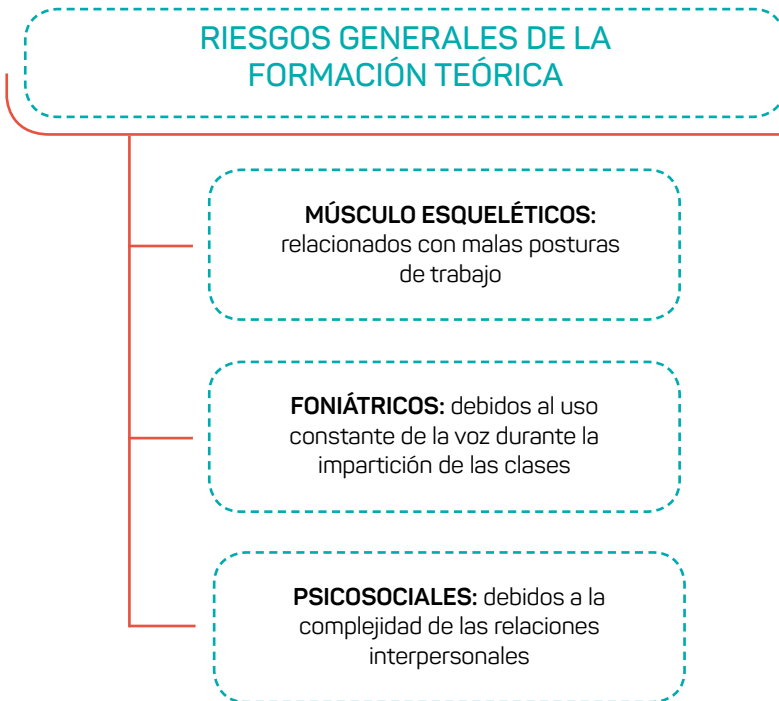 RIESGOS GENERALES DE LA
FORMACIÓN TEÓRICA
MÚSCULO ESQUELÉTICOS:
relacionados con malas posturas
de trabajo
FONIÁTRICOS: debidos al uso
constante de la voz durante la
impartición de las clases
PSICOSOCIALES: debidos a la
complejidad de las relaciones
interpersonales